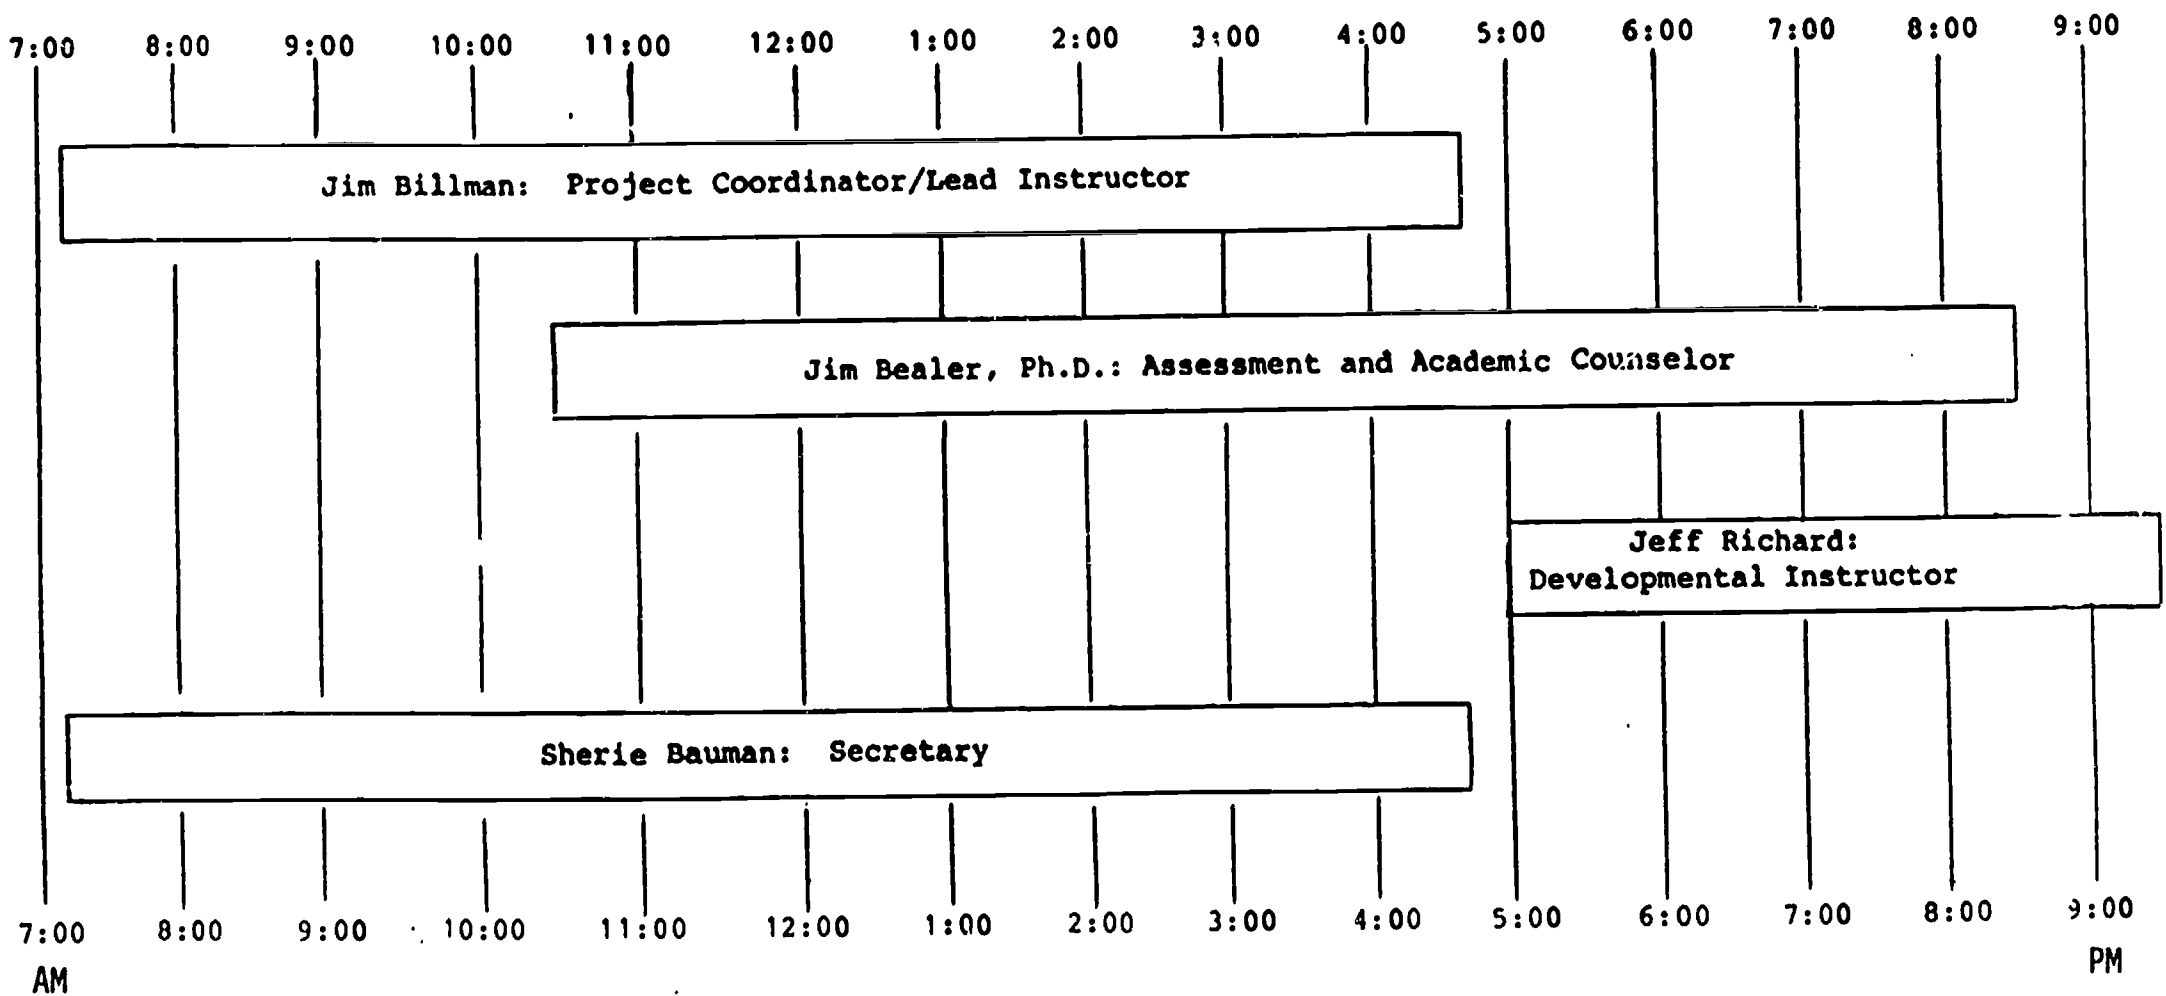 7:00 8:00 9:00 10:00 11:00 12:00 1:00 2:00 3:00 4:00 5:00 6:00 7:00 8:00 9:00
Jim Billman: Project Coordinator/Lead Instructor
Jim Bealer, Ph.D.: Assessment and Academic Counselor
Jeff Richard:
Developmental Instructor
Sherie Bauman: Secretary
7:00 8:00 9:00 10:00 11:00 12:00 1:00 2:00 3:00 4:00 5:00 6:00 7:00 8:00 9:00
AM PM